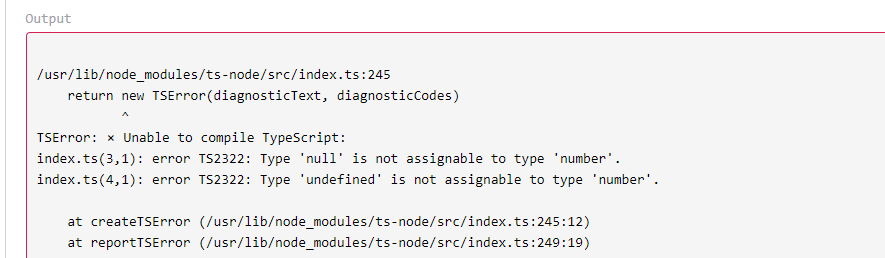 Output
/usr/lib/node_modules/ts-node/src/index.ts:245
return new TSError(diagnosticText, diagnosticCodes)
^
TSError: × Unable to compile TypeScript:
index.ts(3,1): error TS2322: Type 'null' is not assignable to type 'number'.
index.ts(4,1): error TS2322: Type 'undefined' is not assignable to type 'number'.
at createTSError (/usr/lib/node_modules/ts-node/src/index.ts:245:12)
at reportTSError (/usr/lib/node_modules/ts-node/src/index.ts:249:19)